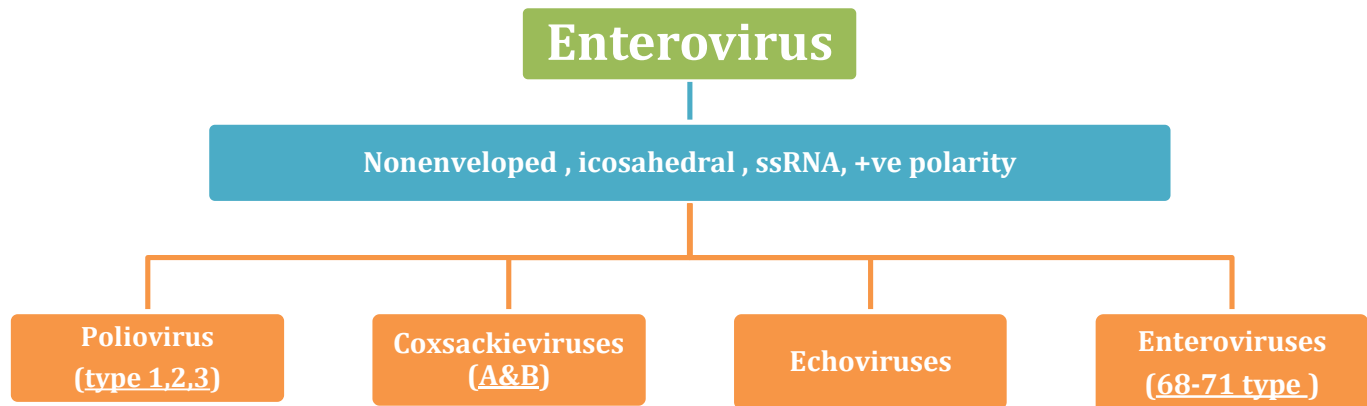 Enterovirus
Nonenveloped , icosahedral , ssRNA, +ve polarity
Poliovirus
(type 1,2,3)
Coxsackieviruses
(A&B)
Echoviruses
Enteroviruses
(68-71 type )